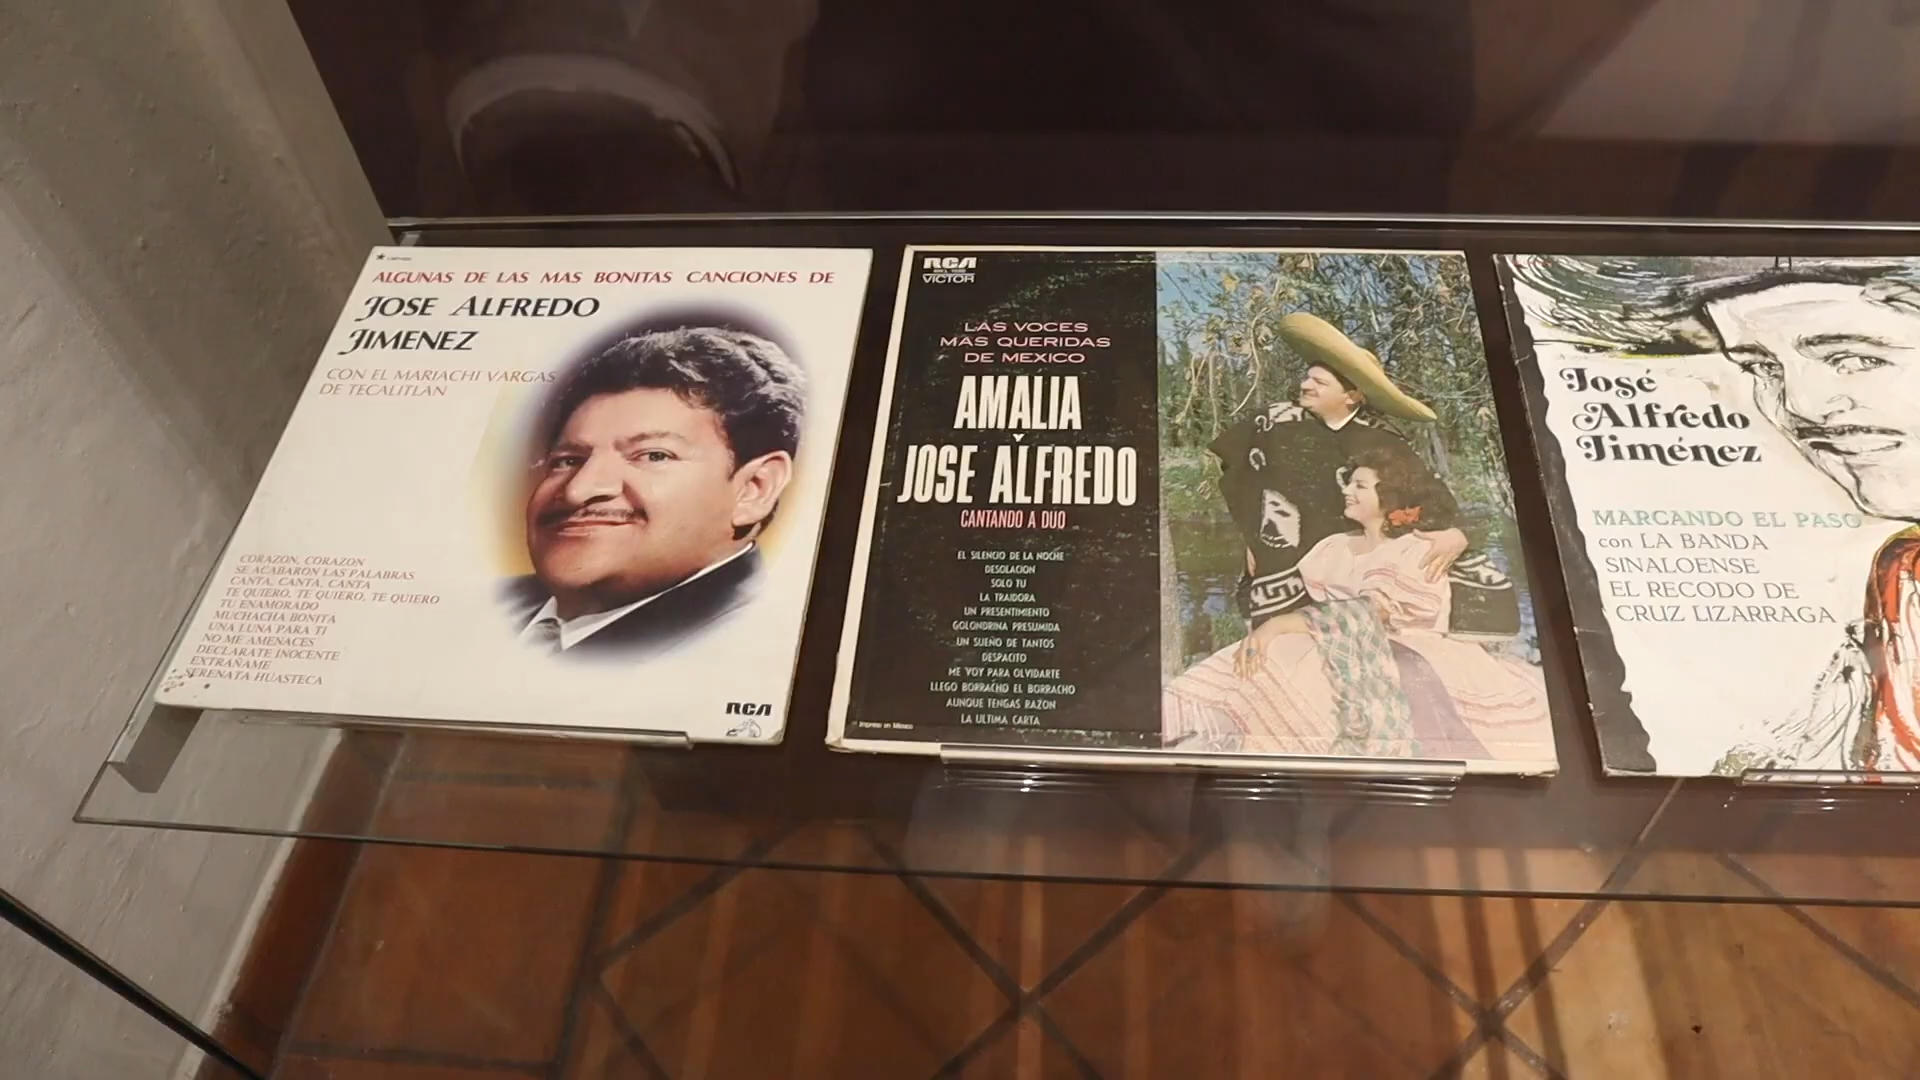 ALGUNAS DE LAS MAS BONITAS CANCIONES DE
JOSE ALFREDO
JIMENEZ
CON EL MARIACHI VARGAS
DE TECALITLAN
CORAZON, CORAZON
SE ACABARON LAS PALABRAS
CANTA, CANTA, CANTA
TE QUIERO, TE QUIERO, TE QUIERO
TU ENAMORADO
MUCHACHA BONITA
UNA LUNA PARA TI
NO ME AMENACES
DECLARATE INOCENTE
EXTRAÑAME
SERENATA HUASTECA
RCA
RCA
VICTOR
LAS VOCES
MAS QUERIDAS
DE MEXICO
AMALIA
Y
JOSE ALFREDO
CANTANDO A DUO
EL SILENCIO DE LA NOCHE
DESOLACION
SOLO TU
LA TRAIDORA
UN PRESENTIMIENTO
GOLONDRINA PRESUMIDA
UN SUEÑO DE TANTOS
DESPACITO
ME VOY PARA OLVIDARTE
LLEGO BORRACHO EL BORRACHO
AUNQUE TENGAS RAZON
LA ULTIMA CARTA
Impreso en México
José
Alfredo
Jiménez
MARCANDO EL PASO
con LA BANDA
SINALOENSE
EL RECODO DE
CRUZ LIZARRAGA